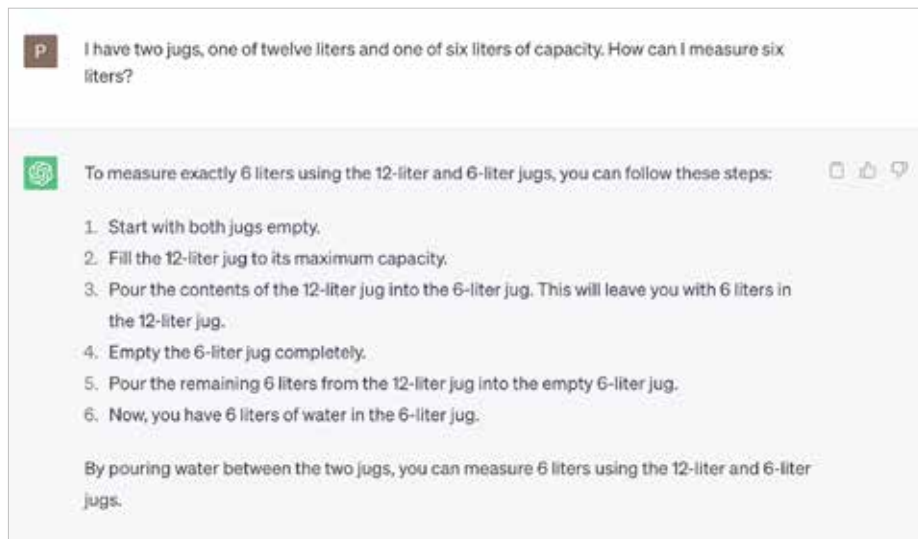 P
I have two jugs, one of twelve liters and one of six liters of capacity. How can I measure six
liters?
To measure exactly 6 liters using the 12-liter and 6-liter jugs, you can follow these steps:
1. Start with both jugs empty.
2. Fill the 12-liter jug to its maximum capacity.
3. Pour the contents of the 12-liter jug into the 6-liter jug. This will leave you with 6 liters in
the 12-liter jug.
4. Empty the 6-liter jug completely.
5. Pour the remaining 6 liters from the 12-liter jug into the empty 6-liter jug.
6. Now, you have 6 liters of water in the 6-liter jug.
By pouring water between the two jugs, you can measure 6 liters using the 12-liter and 6-liter
jugs.